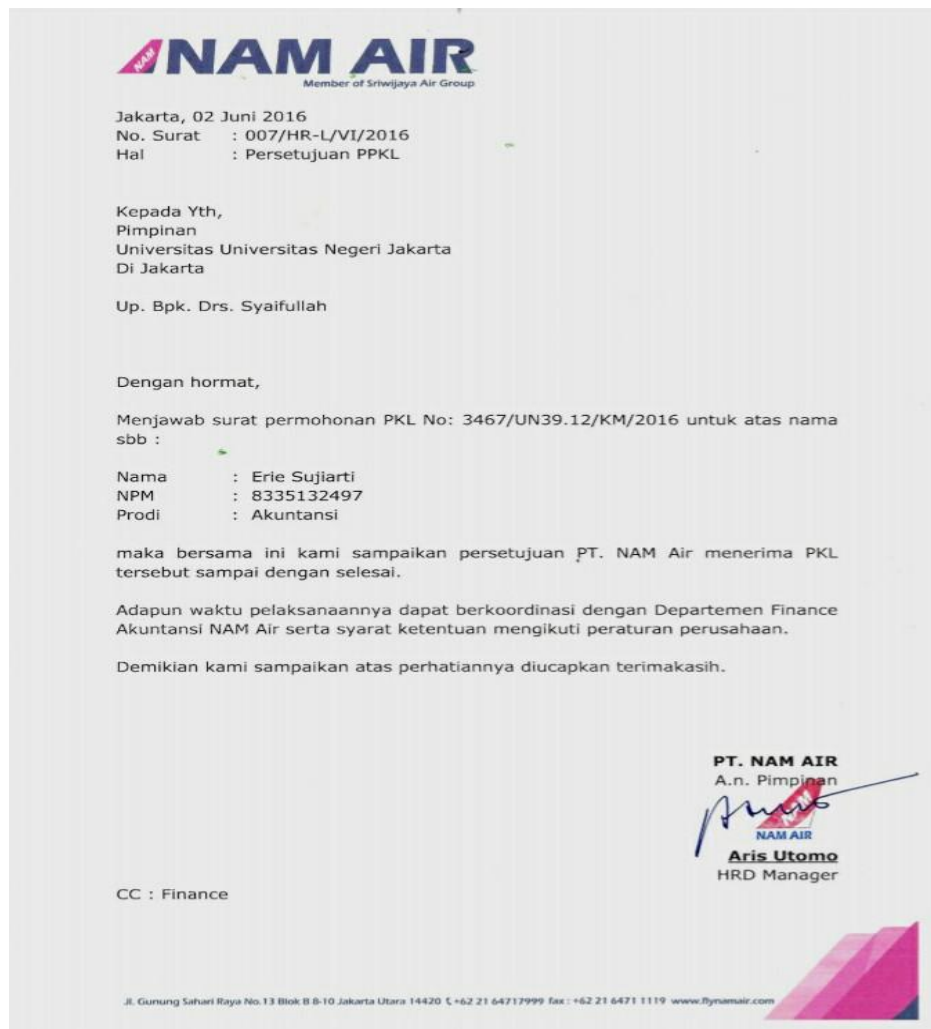 NAM
NAM AIR
Member of Sriwijaya Air Group
Jakarta, 02 Juni 2016
No. Surat : 007/HR-L/VI/2016
Hal : Persetujuan PPKL
Kepada Yth,
Pimpinan
Universitas Universitas Negeri Jakarta
Di Jakarta
Up. Bpk. Drs. Syaifullah
Dengan hormat,
Menjawab surat permohonan PKL No: 3467/UN39.12/KM/2016 untuk atas nama
sbb :
Nama : Erie Sujiarti
NPM : 8335132497
Prodi : Akuntansi
maka bersama ini kami sampaikan persetujuan PT. NAM Air menerima PKL
tersebut sampai dengan selesai.
Adapun waktu pelaksanaannya dapat berkoordinasi dengan Departemen Finance
Akuntansi NAM Air serta syarat ketentuan mengikuti peraturan perusahaan.
Demikian kami sampaikan atas perhatiannya diucapkan terimakasih.
PT. NAM AIR
A.n. Pimpinan
NAM
NAM AIR
Aris Utomo
HRD Manager
CC : Finance
Jl. Gunung Sahari Raya No.13 Blok B 8-10 Jakarta Utara 14420 +62 21 64717999 fax : +62 21 6471 1119 www.flynamair.com